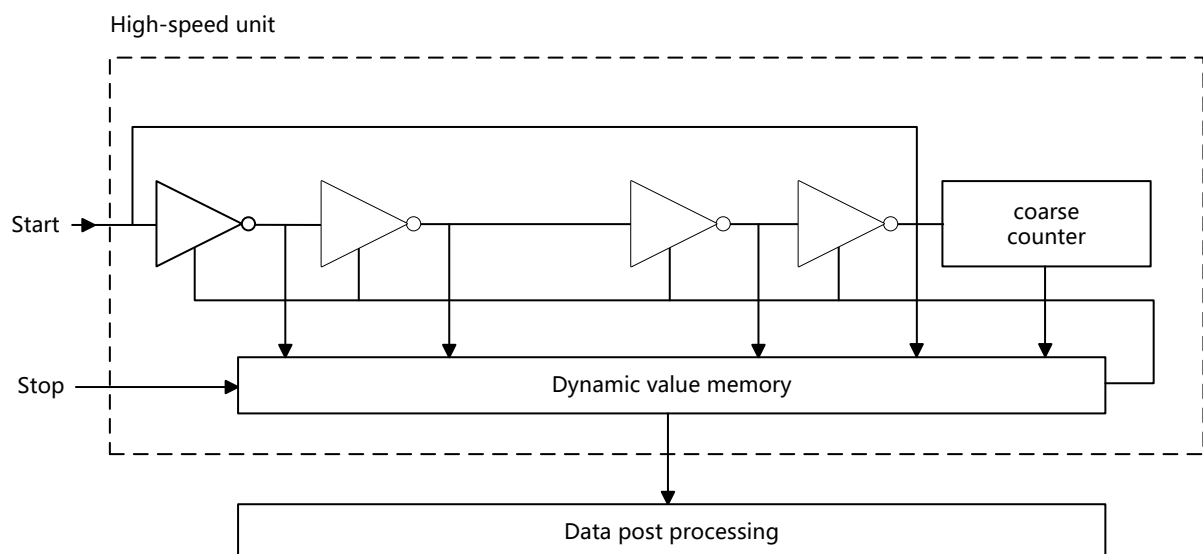 High-speed unit
Start
coarse
counter
Stop
Dynamic value memory
Data post processing